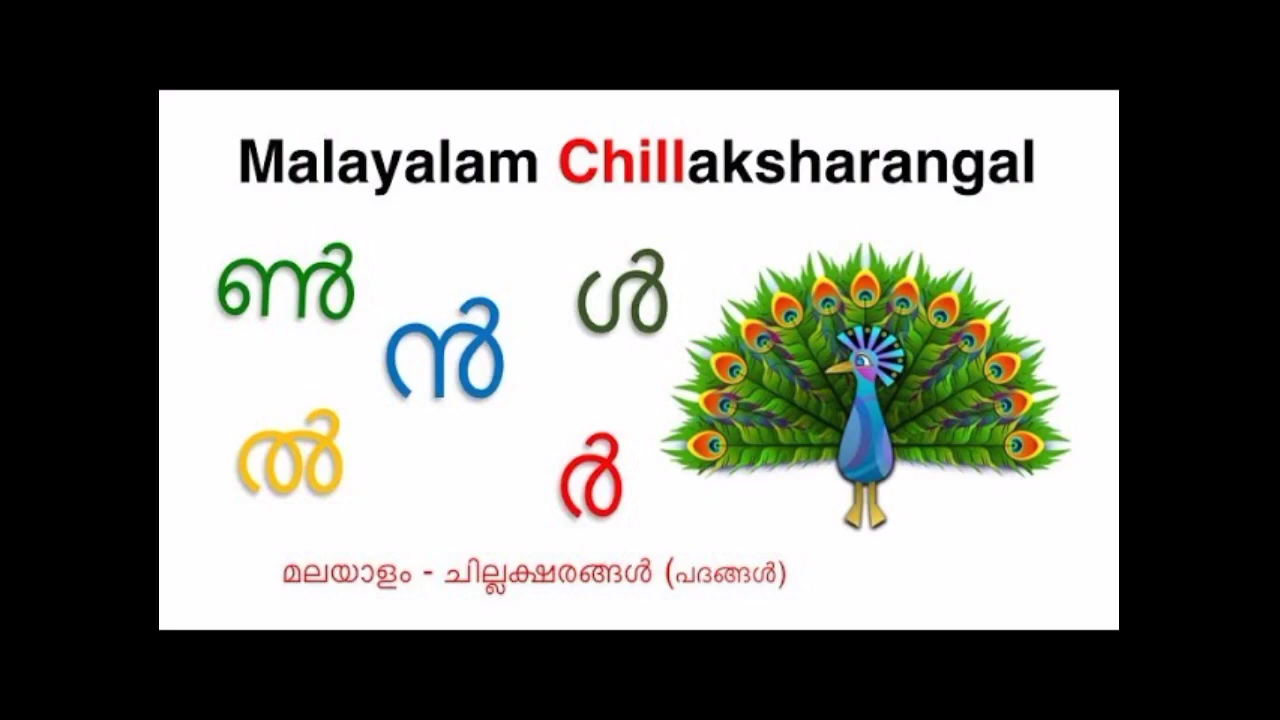 Malayalam Chillaksharangal
ൺ
ൻ
ൾ
ൽ
ർ
മലയാളം - ചില്ലക്ഷരങ്ങൾ (പദങ്ങൾ)